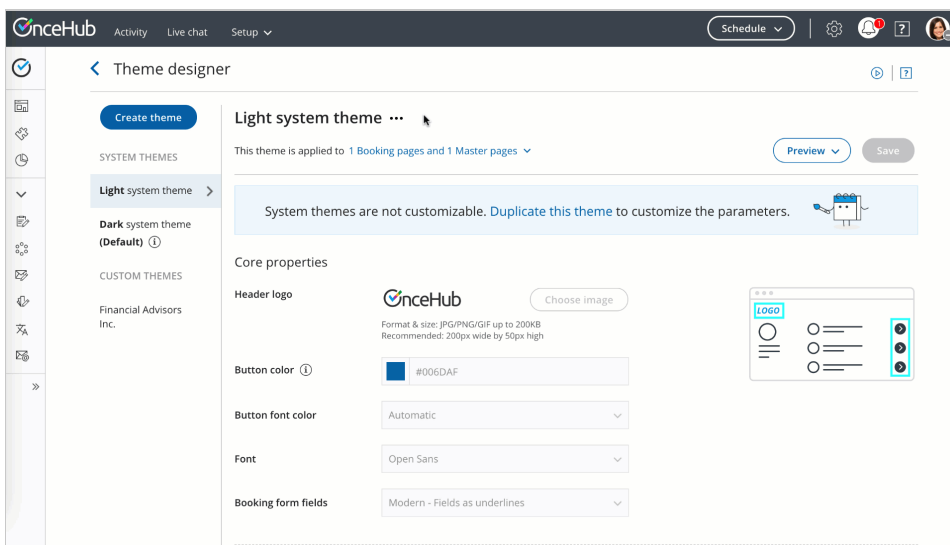 OnceHub Activity Live chat Setup Schedule 1 ?
Theme designer ?
Create theme
Light system theme ...
SYSTEM THEMES
This theme is applied to 1 Booking pages and 1 Master pages
Preview
Save
Light system theme
System themes are not customizable. Duplicate this theme to customize the parameters.
Dark system theme
(Default) i
Core properties
CUSTOM THEMES
Header logo
OnceHub
Choose image
Financial Advisors
Inc.
Format & size: JPG/PNG/GIF up to 200KB
Recommended: 200px wide by 50px high
LOGO
Button color i
#006DAF
Button font color
Automatic
Font
Open Sans
Booking form fields
Modern - Fields as underlines